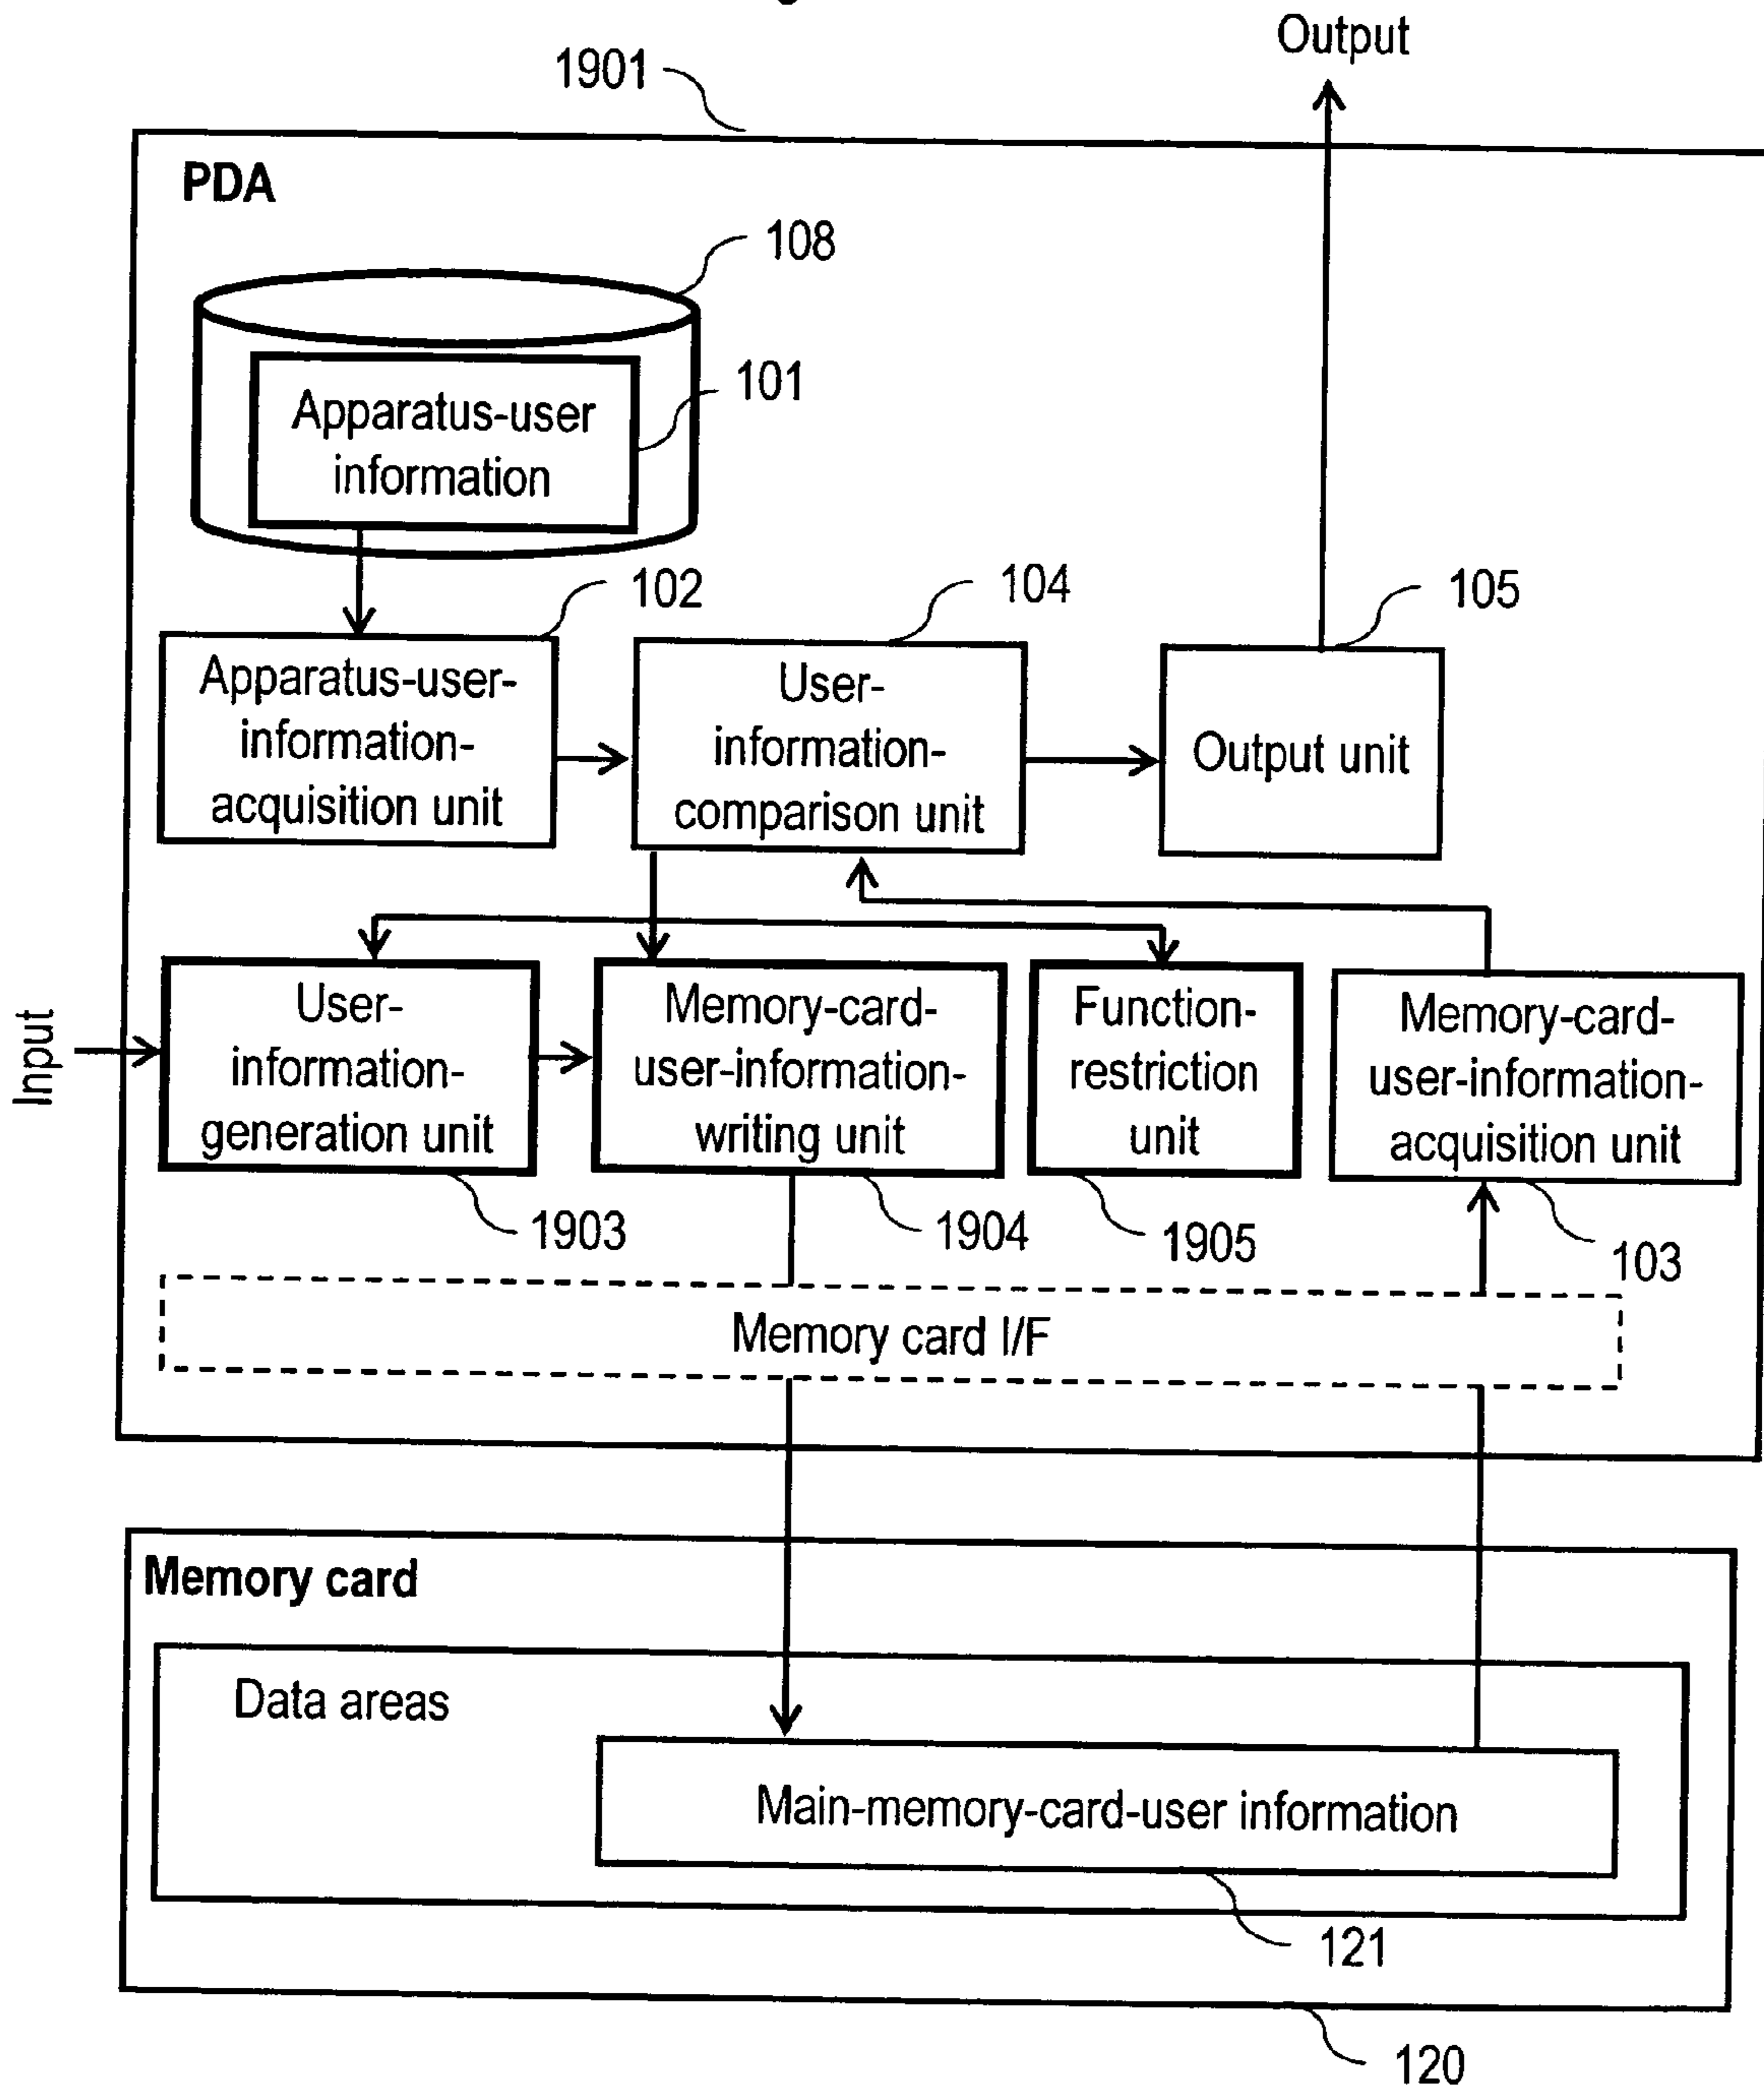 Output
1901
PDA
108
101
Apparatus-user
information
102
104
105
Apparatus-user-
information-
acquisition unit
User-
information-
comparison unit
Output unit
Input
User-
information-
generation unit
Memory-card-
user-information-
writing unit
Function-
restriction
unit
Memory-card-
user-information-
acquisition unit
1903
1904
1905
103
Memory card I/F
Memory card
Data areas
Main-memory-card-user information
121
120